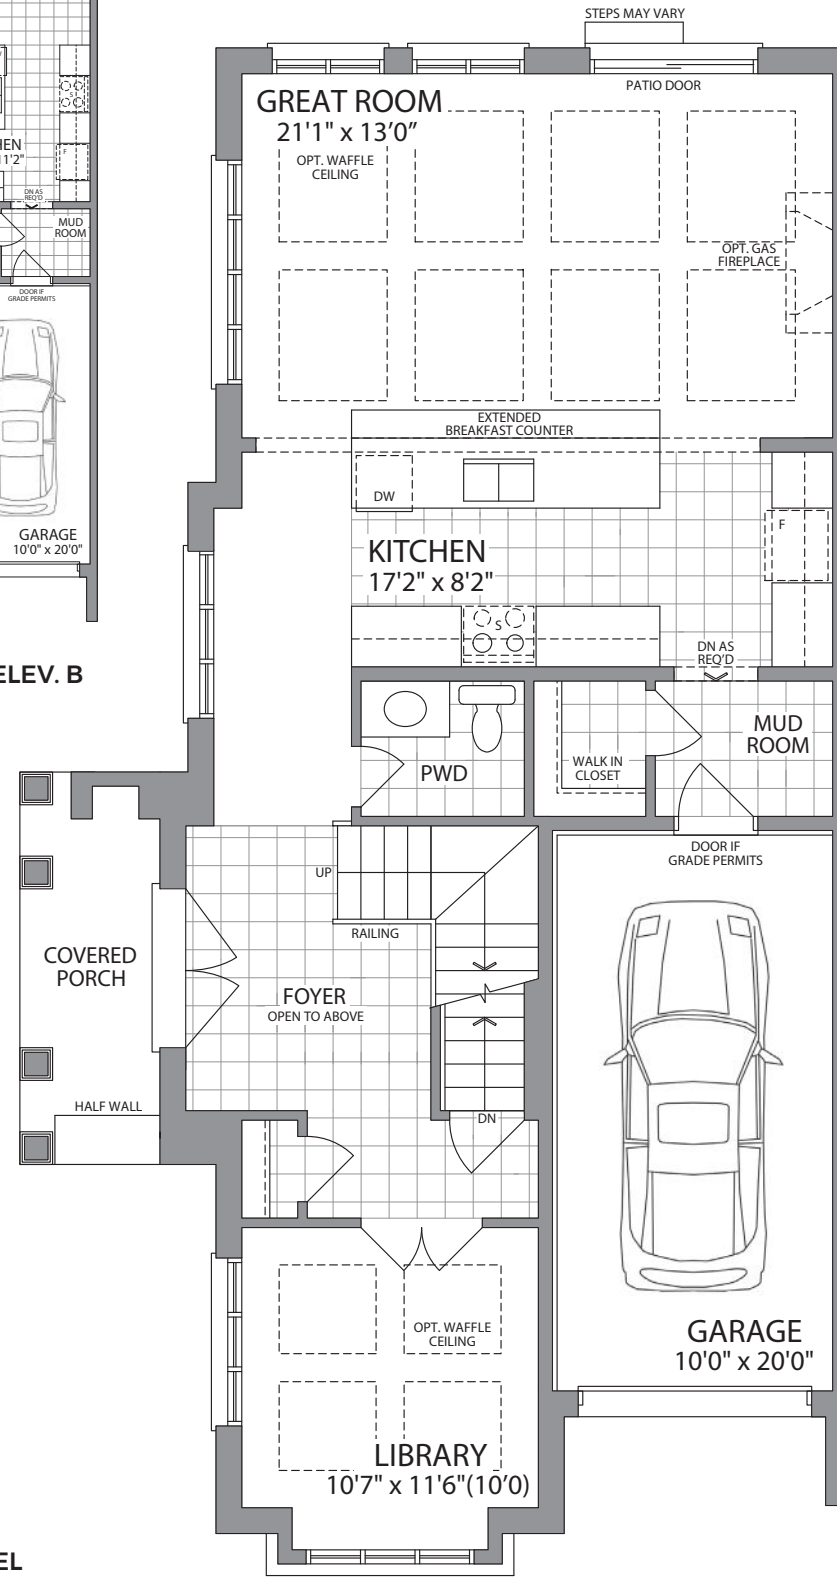 STEPS MAY VARY
PATIO DOOR
GREAT ROOM
21'1" x 13'0"
OPT. WAFFLE
CEILING
OPT. GAS
FIREPLACE
EXTENDED
BREAKFAST COUNTER
DW
F
KITCHEN
17'2" x 8'2"
S
DN AS
REQ'D
MUD
ROOM
WALK IN
CLOSET
PWD
DOOR IF
GRADE PERMITS
UP
RAILING
COVERED
PORCH
FOYER
OPEN TO ABOVE
HALF WALL
DN
OPT. WAFFLE
CEILING
GARAGE
10'0" x 20'0"
LIBRARY
10'7" x 11'6"(10'0)
S
F
DN AS
REQ'D
MUD
ROOM
DOOR IF
GRADE PERMITS
GARAGE
10'0" x 20'0"
ELEV. B